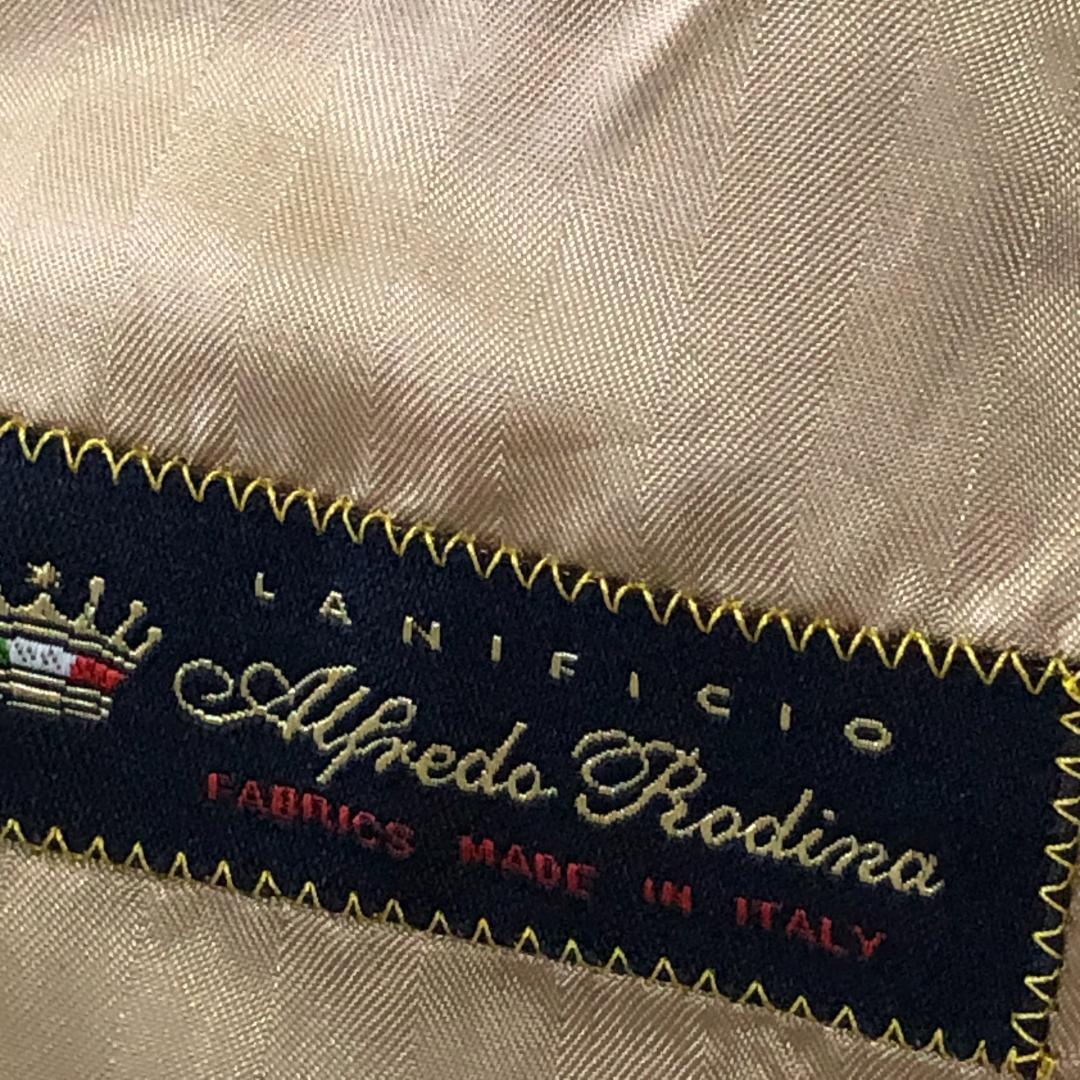 LANIFICIO
Alfredo Rodina
FABRICS MADE IN ITALY